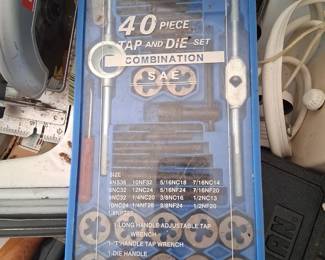 40 PIECE
TAP AND DIE SET
COMBINATION
SAE
SIZE
4NS36 10NF32 5/16NC18 7/16NC14
6NC32 12NC24 5/16NF24 7/16NF20
8NC32 1/4NC20 3/8NC16 1/2NC13
10NC24 1/4NF28 3/8NF24 1/2NF20
LONG HANDLE ADJUSTABLE TAP
WRENCH
1-"T" HANDLE TAP WRENCH
1-DIE HANDLE